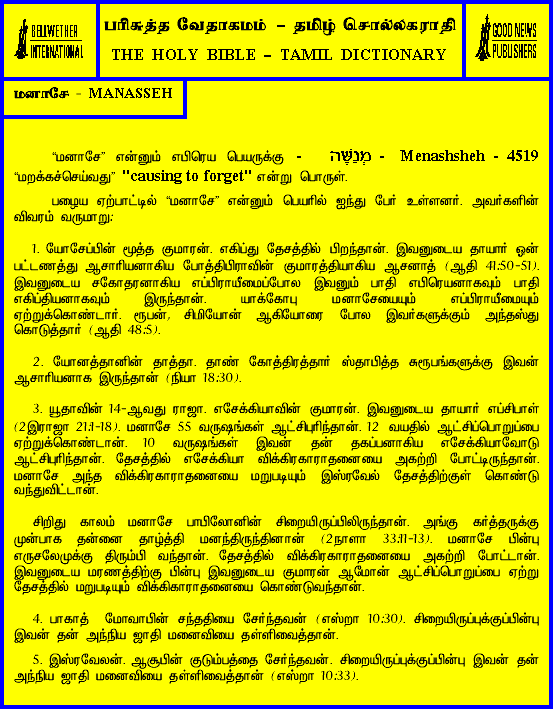 BELLWETHER
INTERNATIONAL
பரிசுத்த வேதாகமம் – தமிழ் சொல்லகராதி
THE HOLY BIBLE – TAMIL DICTIONARY
GOOD NEWS
PUBLISHERS
மனாசே - MANASSEH
“மனாசே” என்னும் எபிரெய பெயருக்கு - מְנַשֶּׁה - Menashsheh - 4519
“மறக்கச்செய்வது” "causing to forget" என்று பொருள்.
பழைய ஏற்பாட்டில் “மனாசே” என்னும் பெயரில் ஐந்து பேர் உள்ளனர். அவர்களின்
விவரம் வருமாறு:
1. யோசேப்பின் மூத்த குமாரன். எகிப்து தேசத்தில் பிறந்தான். இவனுடைய தாயார் ஓன்
பட்டணத்து ஆசாரியனாகிய போத்திபிராவின் குமாரத்தியாகிய ஆசனாத் (ஆதி 41:50-51).
இவனுடைய சகோதரனாகிய எப்பிராயீமைப்போல இவனும் பாதி எபிரெயனாகவும் பாதி
எகிப்தியனாகவும் இருந்தான். யாக்கோபு மனாசேயையும் எப்பிராயீமையும்
ஏற்றுக்கொண்டார். ரூபன், சிமியோன் ஆகியோரை போல இவர்களுக்கும் அந்தஸ்து
கொடுத்தார் (ஆதி 48:5).
2. யோனத்தானின் தாத்தா. தாண் கோத்திரத்தார் ஸ்தாபித்த சுரூபங்களுக்கு இவன்
ஆசாரியனாக இருந்தான் (நியா 18:30).
3. யூதாவின் 14-ஆவது ராஜா. எசேக்கியாவின் குமாரன். இவனுடைய தாயார் எப்சிபாள்
(2இராஜா 21:1-18). மனாசே 55 வருஷங்கள் ஆட்சிபுரிந்தான். 12 வயதில் ஆட்சிப்பொறுப்பை
ஏற்றுக்கொண்டான். 10 வருஷங்கள் இவன் தன் தகப்பனாகிய எசேக்கியாவோடு
ஆட்சிபுரிந்தான். தேசத்தில் எசேக்கியா விக்கிரகாராதனையை அகற்றி போட்டிருந்தான்.
மனாசே அந்த விக்கிரகாராதனையை மறுபடியும் இஸ்ரவேல் தேசத்திற்குள் கொண்டு
வந்துவிட்டான்.
சிறிது காலம் மனாசே பாபிலோனின் சிறையிருப்பிலிருந்தான். அங்கு கர்த்தருக்கு
முன்பாக தன்னை தாழ்த்தி மனந்திருந்தினான் (2நாளா 33:11-13). மனாசே பின்பு
எருசலேமுக்கு திரும்பி வந்தான். தேசத்தில் விக்கிரகாராதனையை அகற்றி போட்டான்.
இவனுடைய மரணத்திற்கு பின்பு இவனுடைய குமாரன் ஆமோன் ஆட்சிப்பொறுப்பை ஏற்று
தேசத்தில் மறுபடியும் விக்கிகாராதனையை கொண்டுவந்தான்.
4. பாகாத் மோவாபின் சந்ததியை சேர்ந்தவன் (எஸ்றா 10:30). சிறையிருப்புக்குப்பின்பு
இவன் தன் அந்நிய ஜாதி மனைவியை தள்ளிவைத்தான்.
5. இஸ்ரவேலன். ஆசூபின் குடும்பத்தை சேர்ந்தவன். சிறையிருப்புக்குப்பின்பு இவன் தன்
அந்நிய ஜாதி மனைவியை தள்ளிவைத்தான் (எஸ்றா 10:33).